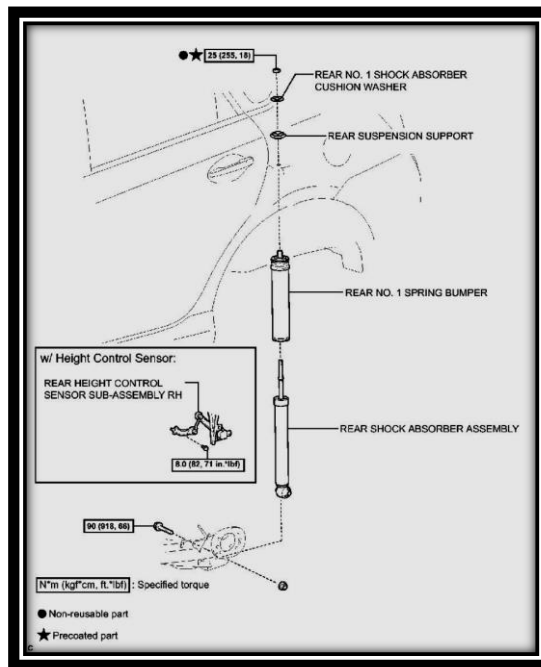 ●★ 25 (255, 18)
REAR NO. 1 SHOCK ABSORBER
CUSHION WASHER
REAR SUSPENSION SUPPORT
REAR NO. 1 SPRING BUMPER
w/ Height Control Sensor:
REAR HEIGHT CONTROL
SENSOR SUB-ASSEMBLY RH
8.0 (82, 71 in.*lbf)
REAR SHOCK ABSORBER ASSEMBLY
90 (918, 66)
N*m (kgf*cm, ft.*lbf) : Specified torque
● Non-reusable part
★ Precoated part
C